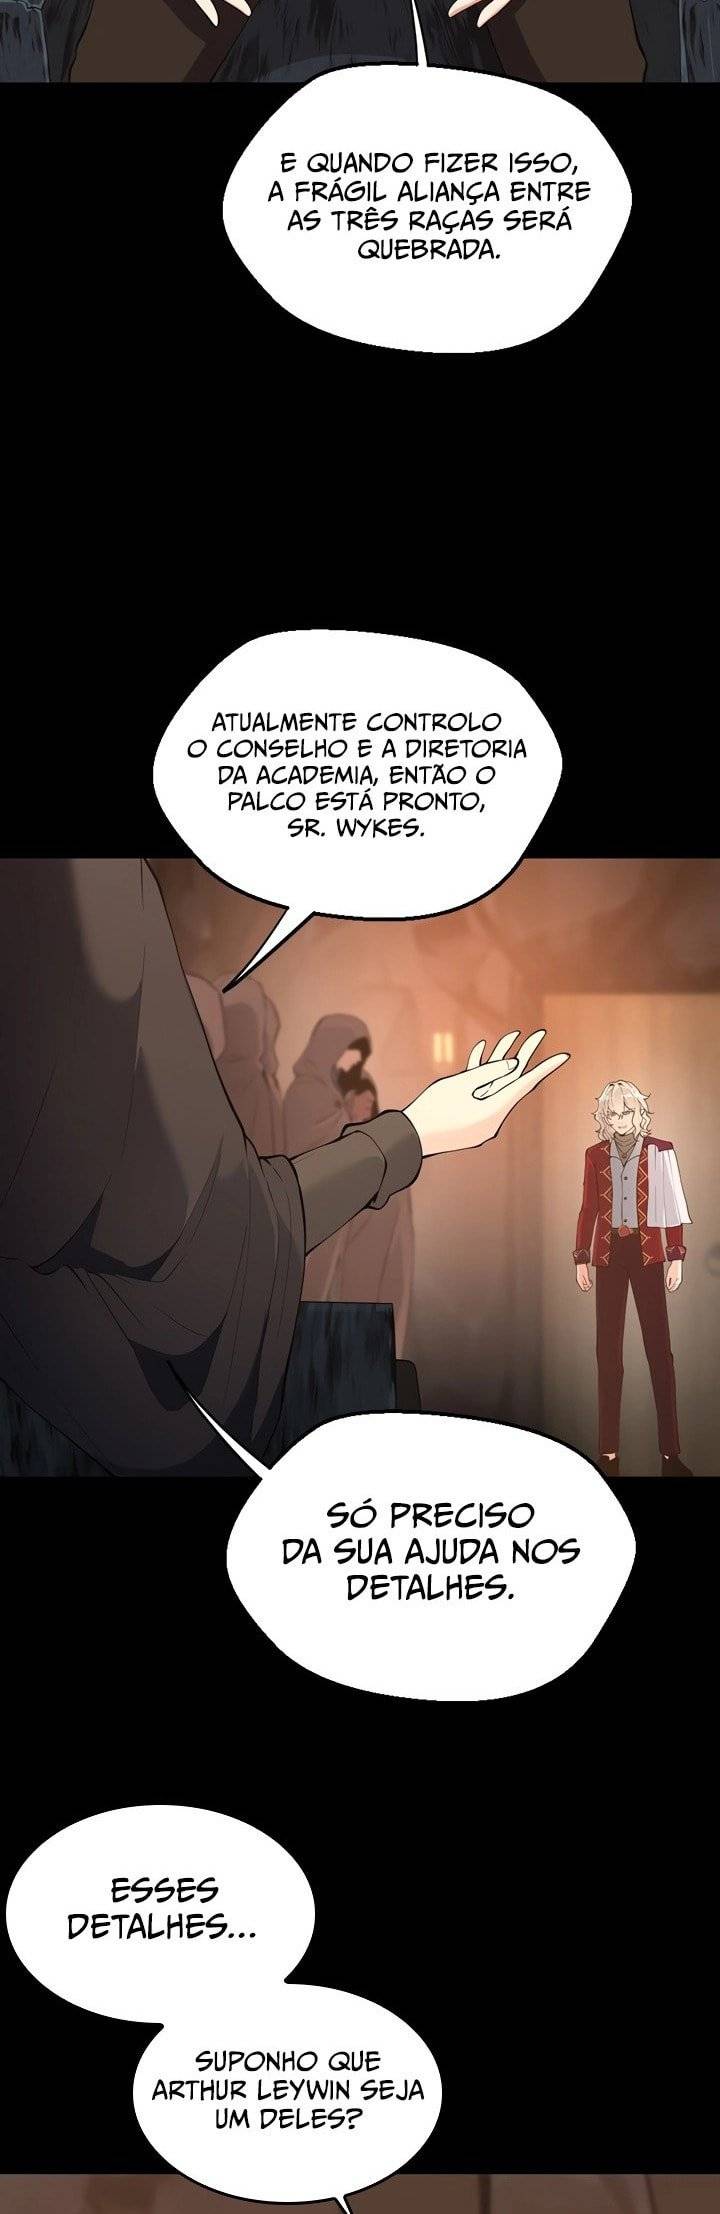 E QUANDO FIZER ISSO,
A FRÁGIL ALIANÇA ENTRE
AS TRÊS RAÇAS SERÁ
QUEBRADA.
ATUALMENTE CONTROLO
O CONSELHO E A DIRETORIA
DA ACADEMIA, ENTÃO O
PALCO ESTÁ PRONTO,
SR. WYKES.
SÓ PRECISO
DA SUA AJUDA NOS
DETALHES.
ESSES
DETALHES...
SUPONHO QUE
ARTHUR LEYWIN SEJA
UM DELES?